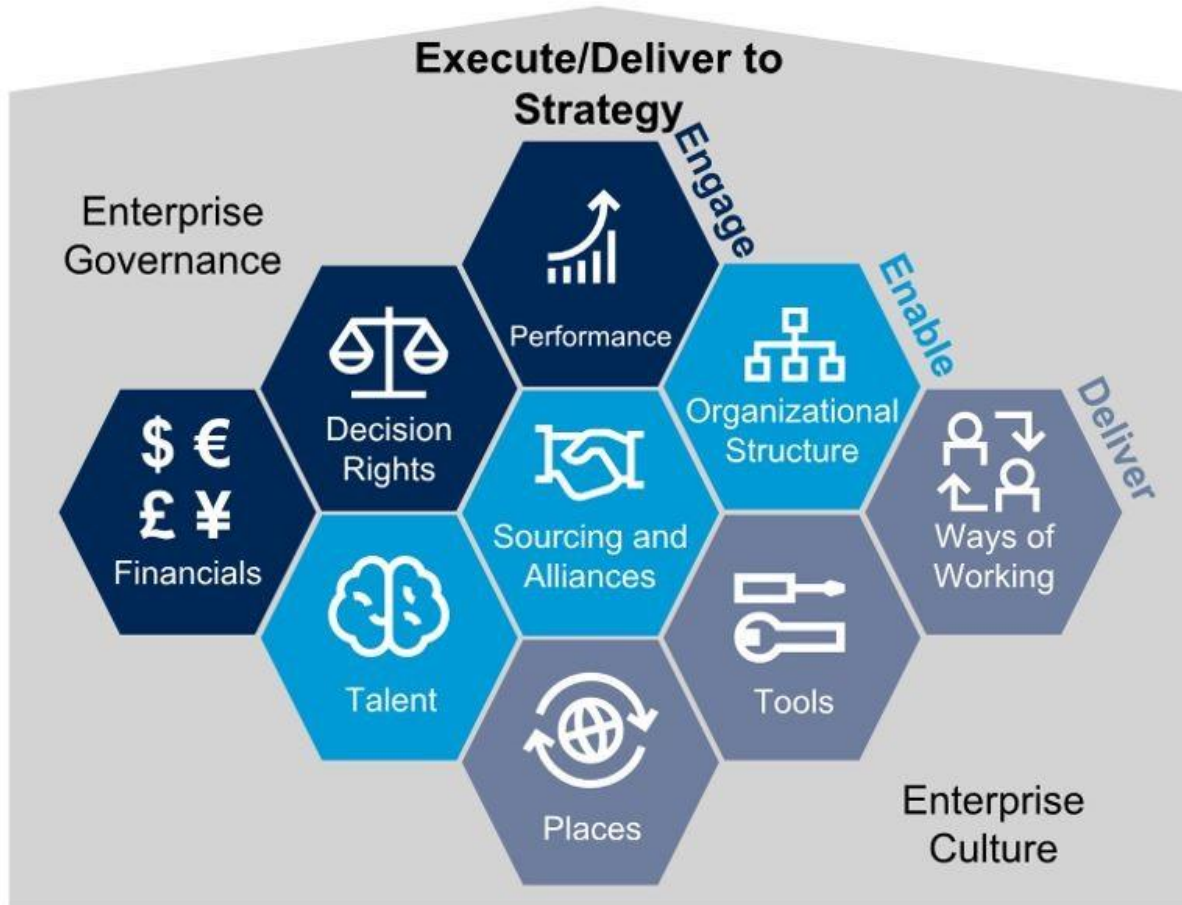 Execute/Deliver to
Strategy
Engage
Enterprise
Governance
Enable
Performance
Deliver
Decision
Rights
Organizational
Structure
$ €
£ ¥
Financials
Sourcing and
Alliances
Ways of
Working
Talent
Tools
Places
Enterprise
Culture